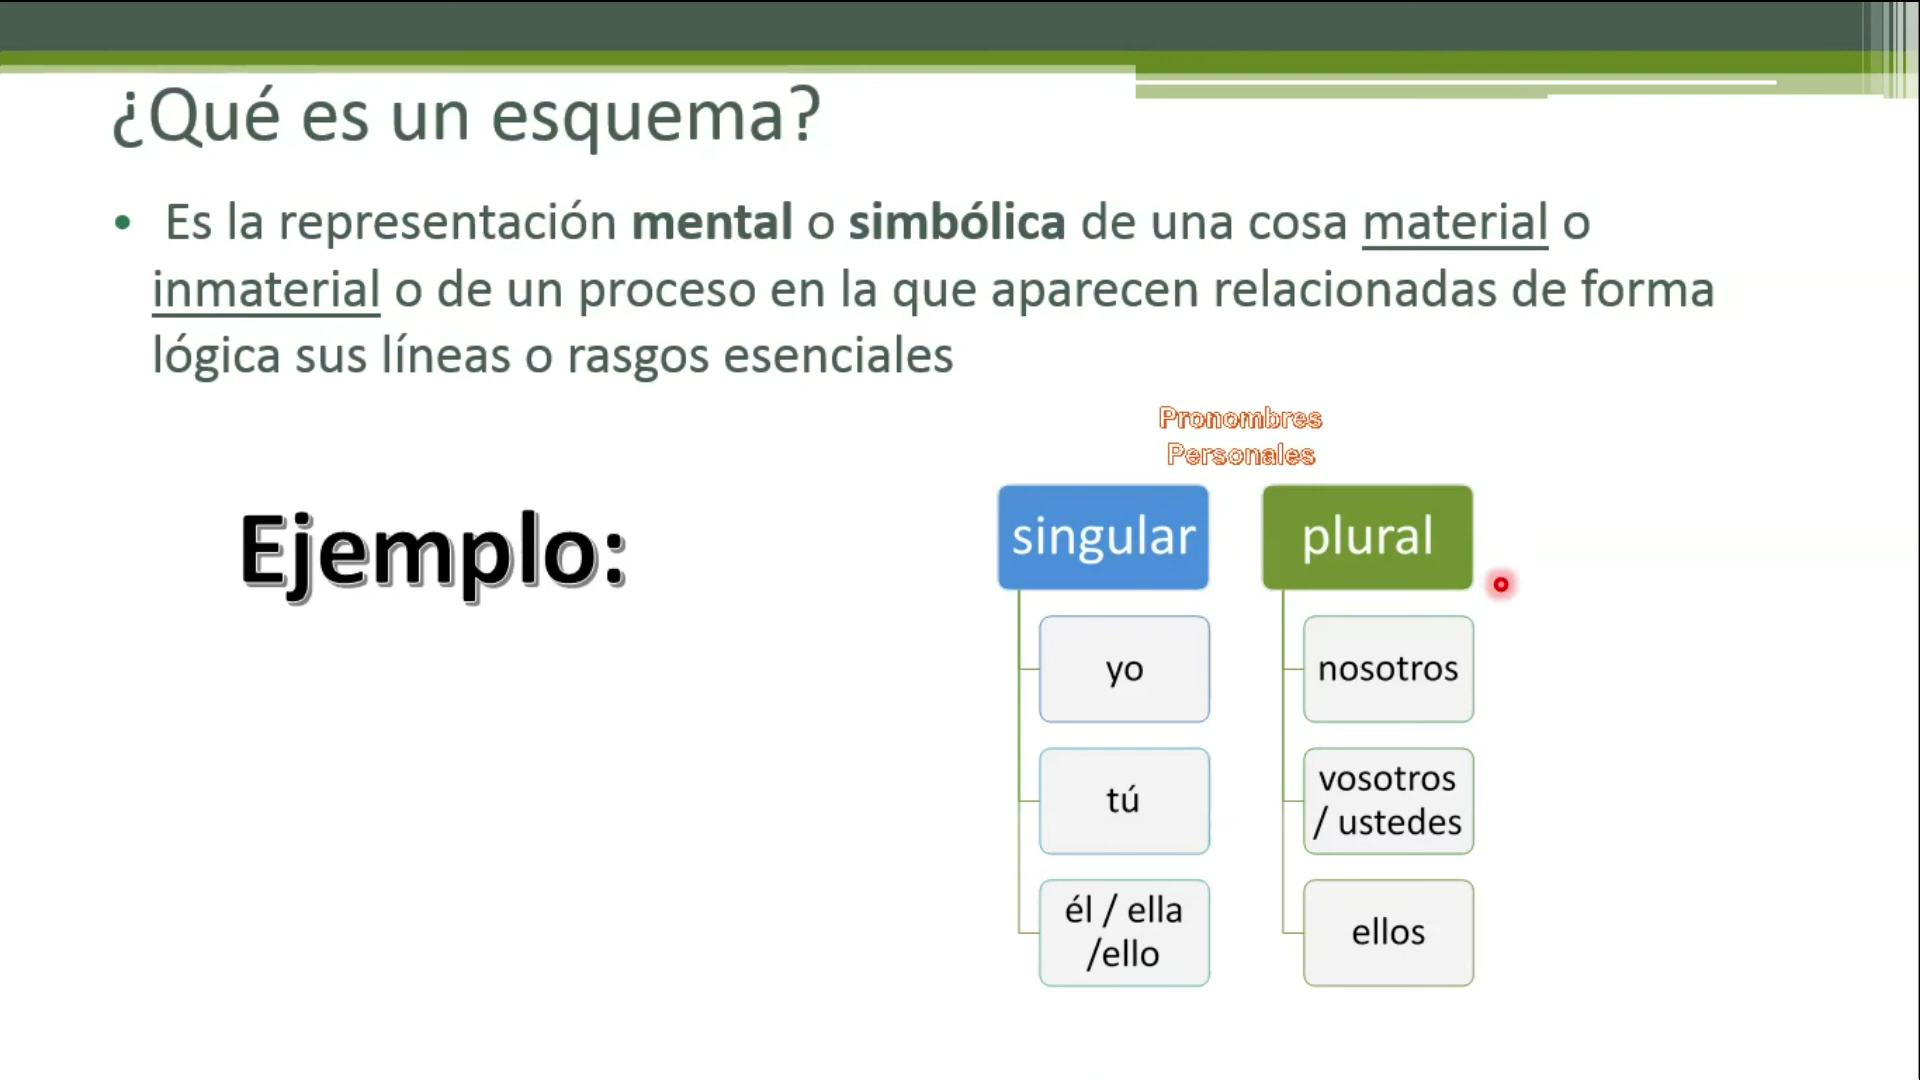 ¿Qué es un esquema?
• Es la representación mental o simbólica de una cosa material o
inmaterial o de un proceso en la que aparecen relacionadas de forma
lógica sus líneas o rasgos esenciales
Ejemplo:
Pronombres
Personales
singular
yo
tú
él / ella
/ello
plural
nosotros
vosotros
/ ustedes
ellos